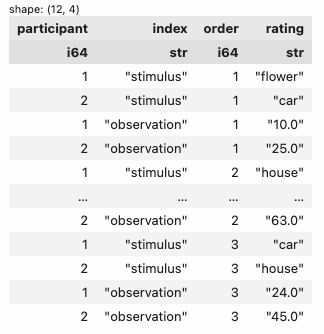 shape: (12, 4)
participant index order rating
i64 str i64 str
1 "stimulus" 1 "flower"
2 "stimulus" 1 "car"
1 "observation" 1 "10.0"
2 "observation" 1 "25.0"
1 "stimulus" 2 "house"
... ... ... ...
2 "observation" 2 "63.0"
1 "stimulus" 3 "car"
2 "stimulus" 3 "house"
1 "observation" 3 "24.0"
2 "observation" 3 "45.0"